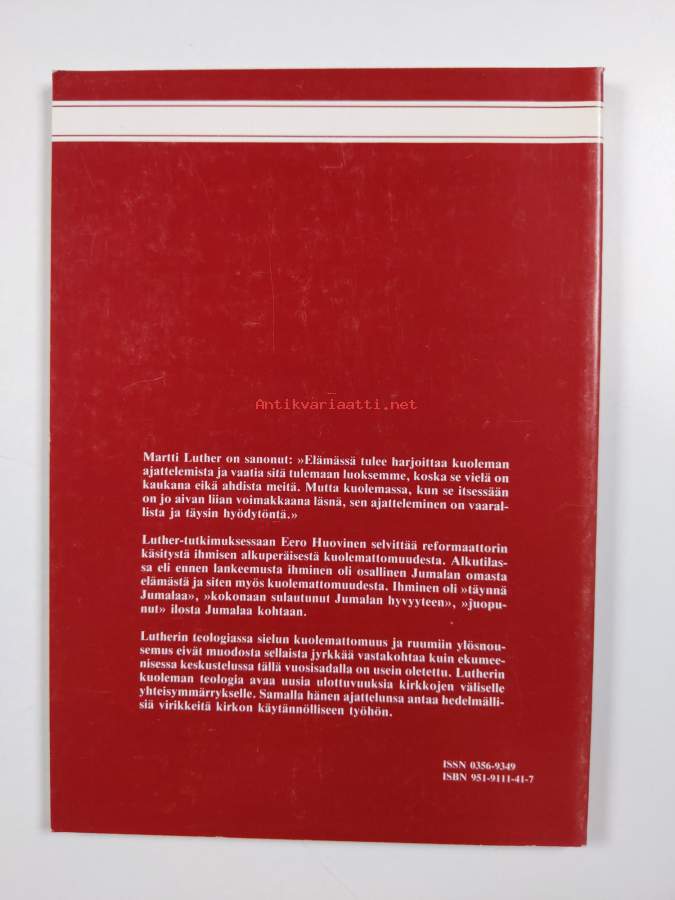 Antikvariaatti.net
Martti Luther on sanonut: »Elämässä tulee harjoittaa kuoleman
ajattelemista ja vaatia sitä tulemaan luoksemme, koska se vielä on
kaukana eikä ahdista meitä. Mutta kuolemassa, kun se itsessään
on jo aivan liian voimakkaana läsnä, sen ajatteleminen on vaaral-
lista ja täysin hyödytöntä.»
Luther-tutkimuksessaan Eero Huovinen selvittää reformaattorin
käsitystä ihmisen alkuperäisestä kuolemattomuudesta. Alkutilas-
sa eli ennen lankeemusta ihminen oli osallinen Jumalan omasta
elämästä ja siten myös kuolemattomuudesta. Ihminen oli »täynnä
Jumalaa», »kokonaan sulautunut Jumalan hyvyyteen», »juopu-
nut» ilosta Jumalaa kohtaan.
Lutherin teologiassa sielun kuolemattomuus ja ruumiin ylösnou-
semus eivät muodosta sellaista jyrkkää vastakohtaa kuin ekumee-
nisessa keskustelussa tällä vuosisadalla on usein oletettu. Lutherin
kuoleman teologia avaa uusia ulottuvuuksia kirkkojen väliselle
yhteisymmärrykselle. Samalla hänen ajattelunsa antaa hedelmälli-
siä virikkeitä kirkon käytännölliseen työhön.
ISSN 0356-9349
ISBN 951-9111-41-7